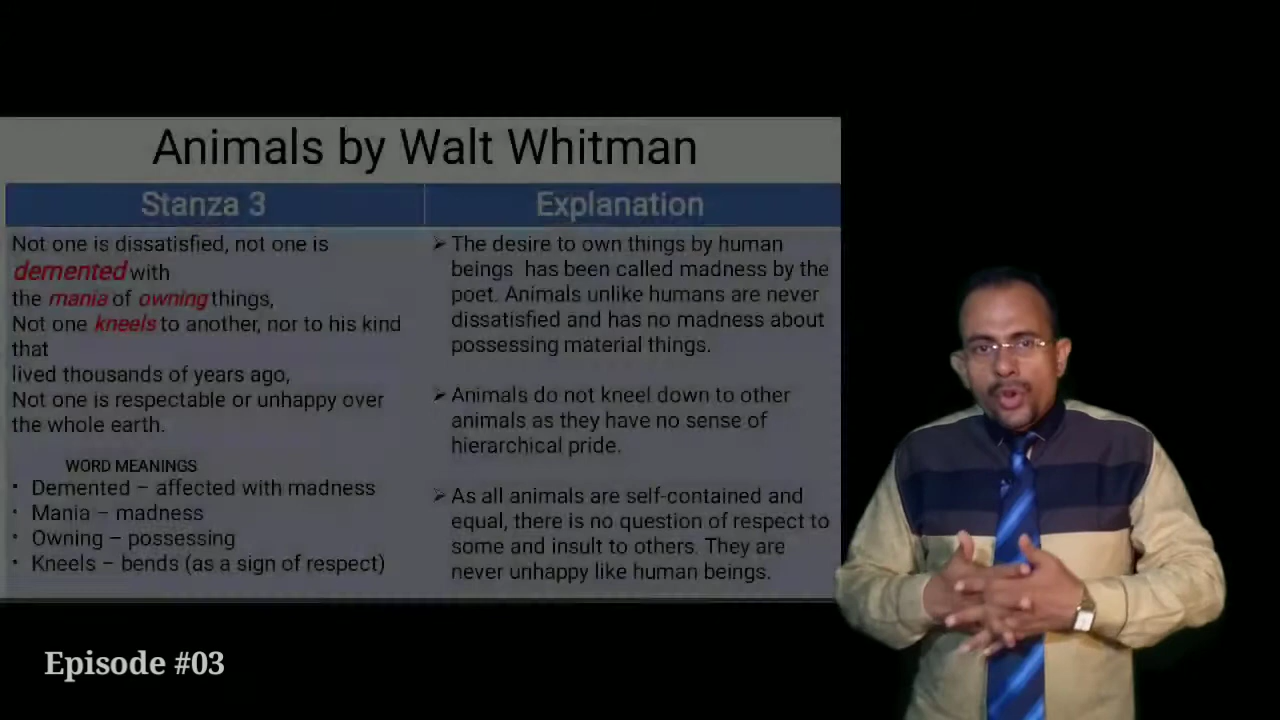 Animals by Walt Whitman
Stanza 3
Not one is dissatisfied, not one is
demented with
the mania of owning things,
Not one kneels to another, nor to his kind
that
lived thousands of years ago,
Not one is respectable or unhappy over
the whole earth.
WORD MEANINGS
• Demented – affected with madness
• Mania – madness
• Owning – possessing
• Kneels – bends (as a sign of respect)
Explanation
➤ The desire to own things by human
beings has been called madness by the
poet. Animals unlike humans are never
dissatisfied and has no madness about
possessing material things.
➤ Animals do not kneel down to other
animals as they have no sense of
hierarchical pride.
➤ As all animals are self-contained and
equal, there is no question of respect to
some and insult to others. They are
never unhappy like human beings.
Episode #03